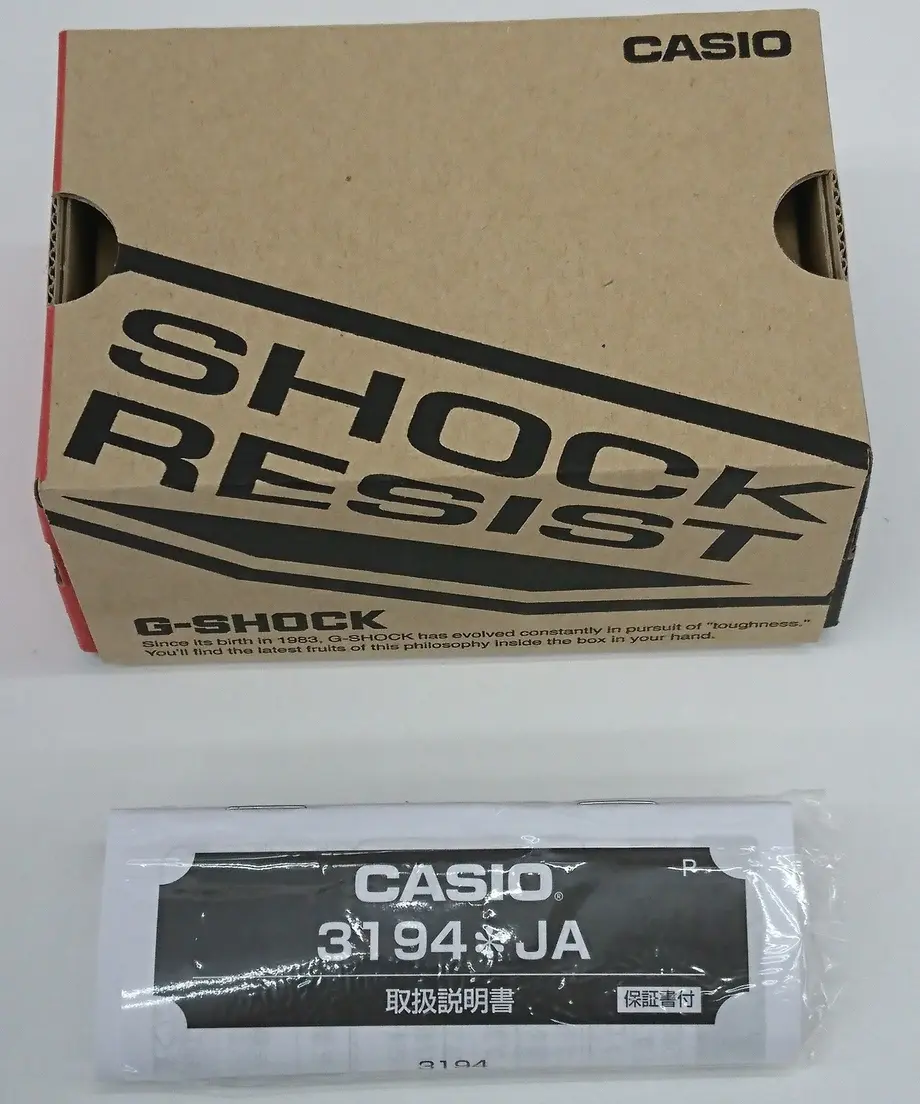 CASIO
SHOCK
RESIST
G-SHOCK
Since its birth in 1983, G-SHOCK has evolved constantly in pursuit of "toughness."
You'll find the latest fruits of this philosophy inside the box in your hand.
CASIO®
P
3194✻JA
取扱説明書
保証書付
3194